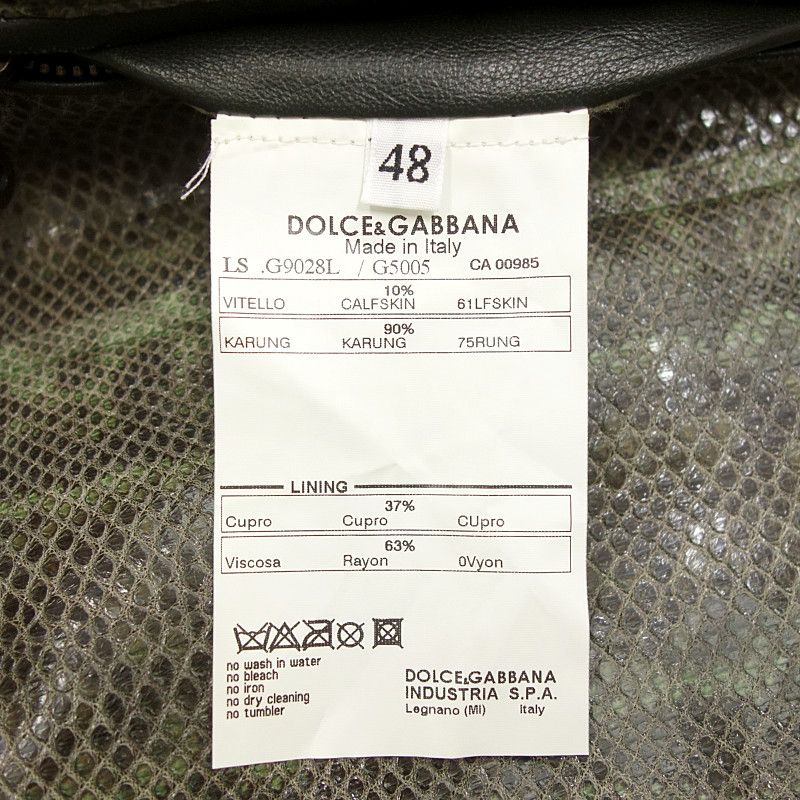 48
DOLCE&GABBANA
Made in Italy
LS .G9028L / G5005 CA 00985
10%
VITELLO CALFSKIN 61LFSKIN
90%
KARUNG KARUNG 75RUNG
LINING
37%
Cupro Cupro CUpro
63%
Viscosa Rayon 0Vyon
no wash in water
no bleach
no iron
no dry cleaning
no tumbler
DOLCE&GABBANA
INDUSTRIA S.P.A.
Legnano (MI) Italy